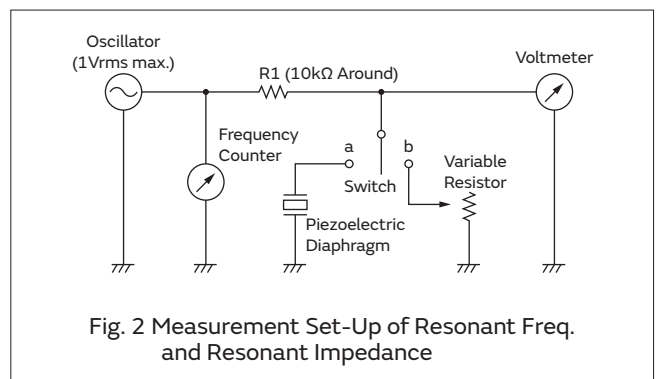 Oscillator
(1Vrms max.)
R1 (10kΩ Around)
Voltmeter
Frequency
Counter
a
b
Switch
Variable
Resistor
Piezoelectric
Diaphragm
Fig. 2 Measurement Set-Up of Resonant Freq.
and Resonant Impedance